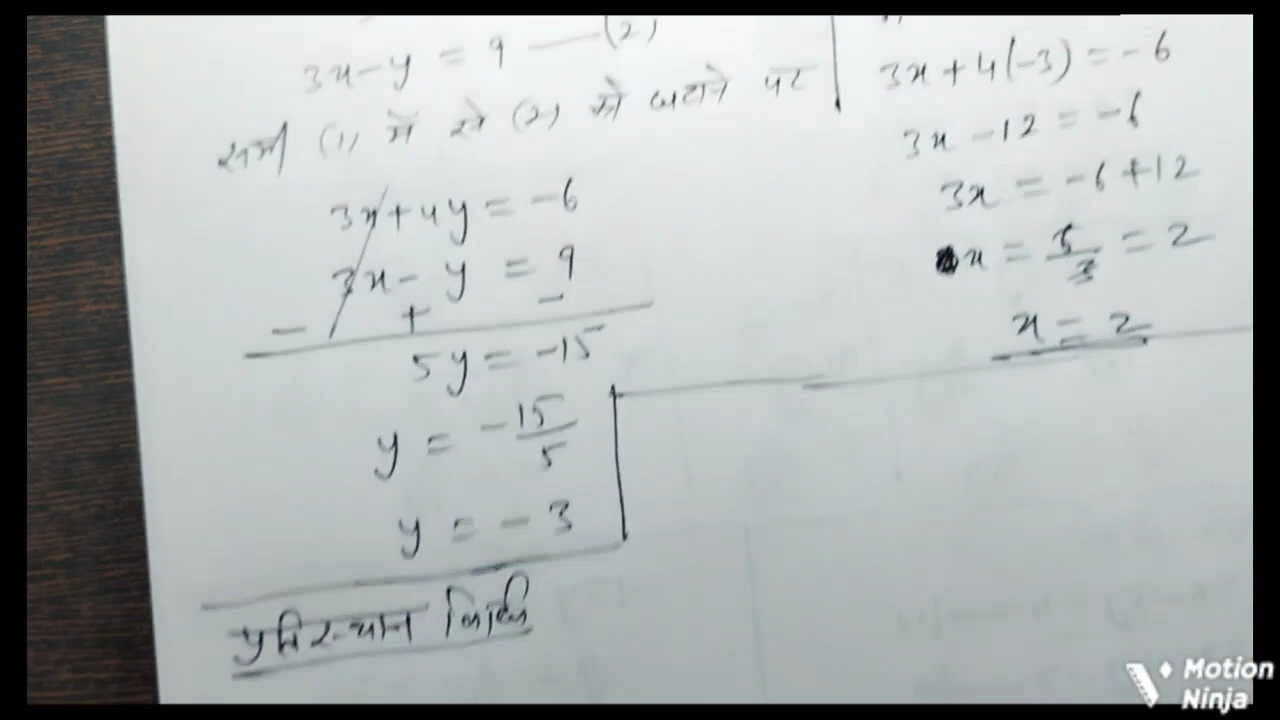 3x-y = 9 —(2)
समी (1) में से (2) को घटाने पर
3x+4y = -6
3x- y = 9
- + -
5y = -15
y = -15/5
y = -3
प्रतिस्थान विधि
3x+4(-3) = -6
3x -12 = -6
3x = -6+12
x = 6/3 = 2
x = 2
Motion
Ninja